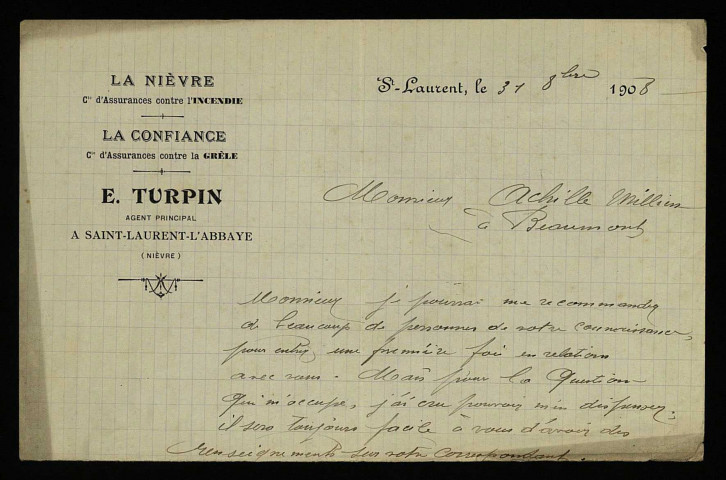 LA NIÈVRE
Cie d'Assurances contre l'INCENDIE
LA CONFIANCE
Cie d'Assurances contre la GRÊLE
E. TURPIN
AGENT PRINCIPAL
A SAINT-LAURENT-L'ABBAYE
(NIÈVRE)
St-Laurent, le 31 8bre 1908
Monsieur Achille Millien
à Beaumont
Monsieur je pourrai me recommander
de beaucoup de personnes de votre connaissance,
pour entrer une première fois en relation
avec vous. Mais pour la question
qui m'occupe, j'ai cru pouvoir m'en dispenser.
il sera toujours facile à vous d'avoir des
renseignements sur votre correspondant.